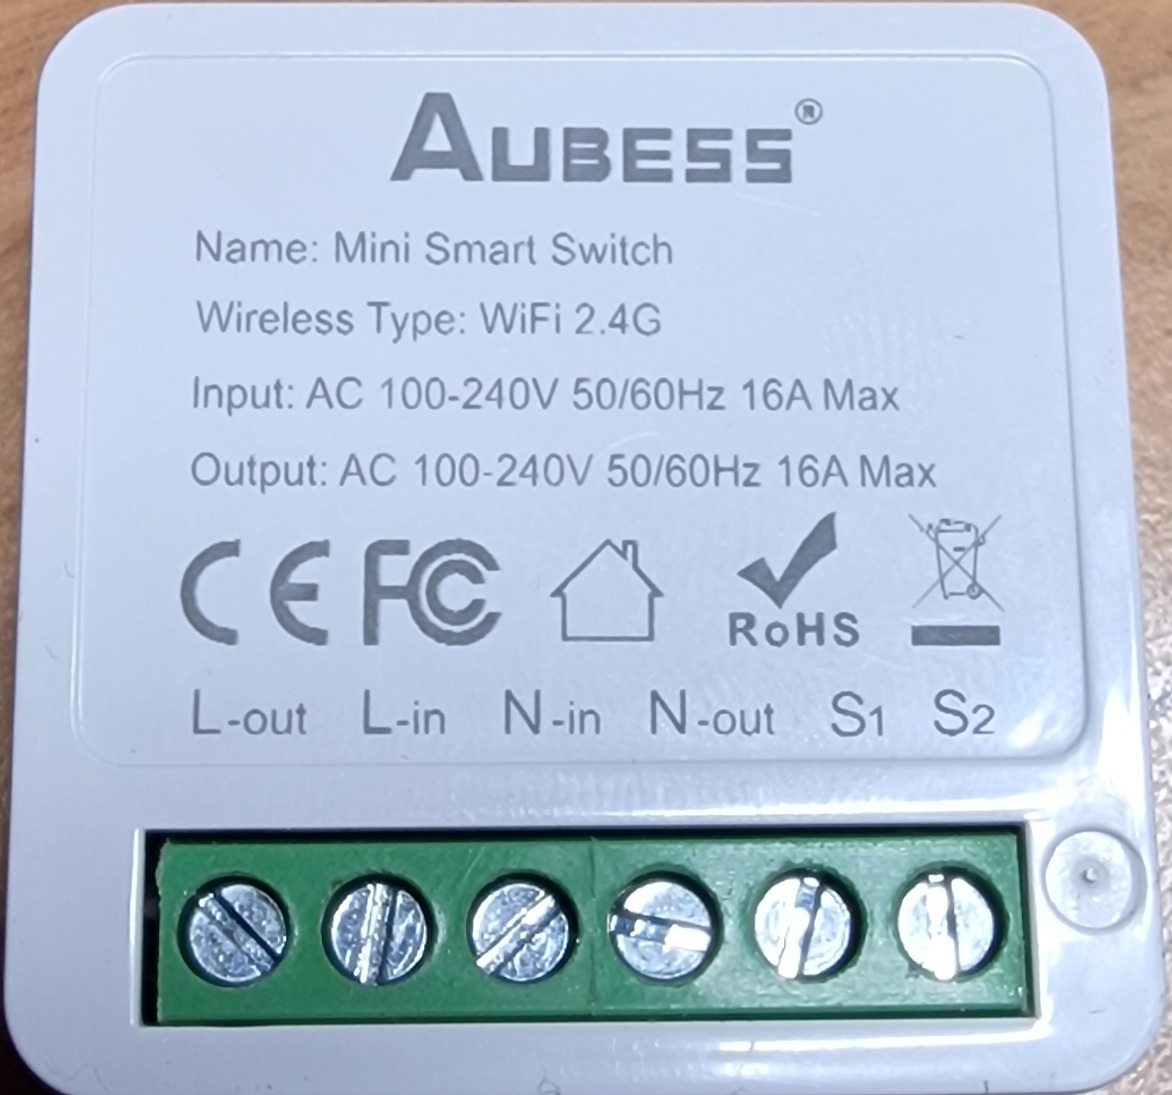 AUBESS®
Name: Mini Smart Switch
Wireless Type: WiFi 2.4G
Input: AC 100-240V 50/60Hz 16A Max
Output: AC 100-240V 50/60Hz 16A Max
CE FC RoHS
L-out L-in N-in N-out S1 S2